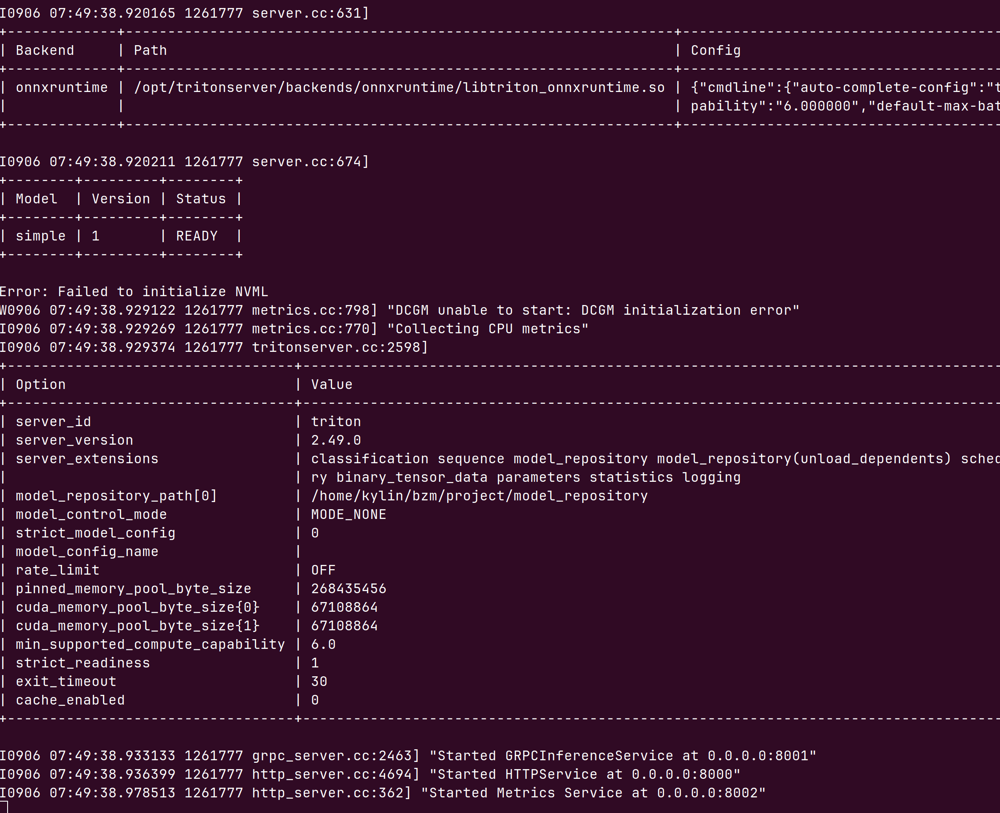 I0906 07:49:38.920165 1261777 server.cc:631]
+-------------+-----------------------------------------------------------------+--------------------------------------
| Backend     | Path                                                            | Config
+-------------+-----------------------------------------------------------------+--------------------------------------
| onnxruntime | /opt/tritonserver/backends/onnxruntime/libtriton_onnxruntime.so | {"cmdline":{"auto-complete-config":"t
|             |                                                                 | pability":"6.000000","default-max-bat
+-------------+-----------------------------------------------------------------+--------------------------------------

I0906 07:49:38.920211 1261777 server.cc:674]
+--------+---------+--------+
| Model  | Version | Status |
+--------+---------+--------+
| simple | 1       | READY  |
+--------+---------+--------+

Error: Failed to initialize NVML
W0906 07:49:38.929122 1261777 metrics.cc:798] "DCGM unable to start: DCGM initialization error"
I0906 07:49:38.929269 1261777 metrics.cc:770] "Collecting CPU metrics"
I0906 07:49:38.929374 1261777 tritonserver.cc:2598]
+----------------------------------+-----------------------------------------------------------------------------------
| Option                           | Value
+----------------------------------+-----------------------------------------------------------------------------------
| server_id                        | triton
| server_version                   | 2.49.0
| server_extensions                | classification sequence model_repository model_repository(unload_dependents) sched
|                                  | ry binary_tensor_data parameters statistics logging
| model_repository_path[0]         | /home/kylin/bzm/project/model_repository
| model_control_mode               | MODE_NONE
| strict_model_config              | 0
| model_config_name                |
| rate_limit                       | OFF
| pinned_memory_pool_byte_size     | 268435456
| cuda_memory_pool_byte_size{0}    | 67108864
| cuda_memory_pool_byte_size{1}    | 67108864
| min_supported_compute_capability | 6.0
| strict_readiness                 | 1
| exit_timeout                     | 30
| cache_enabled                    | 0
+----------------------------------+-----------------------------------------------------------------------------------

I0906 07:49:38.933133 1261777 grpc_server.cc:2463] "Started GRPCInferenceService at 0.0.0.0:8001"
I0906 07:49:38.936399 1261777 http_server.cc:4694] "Started HTTPService at 0.0.0.0:8000"
I0906 07:49:38.978513 1261777 http_server.cc:362] "Started Metrics Service at 0.0.0.0:8002"